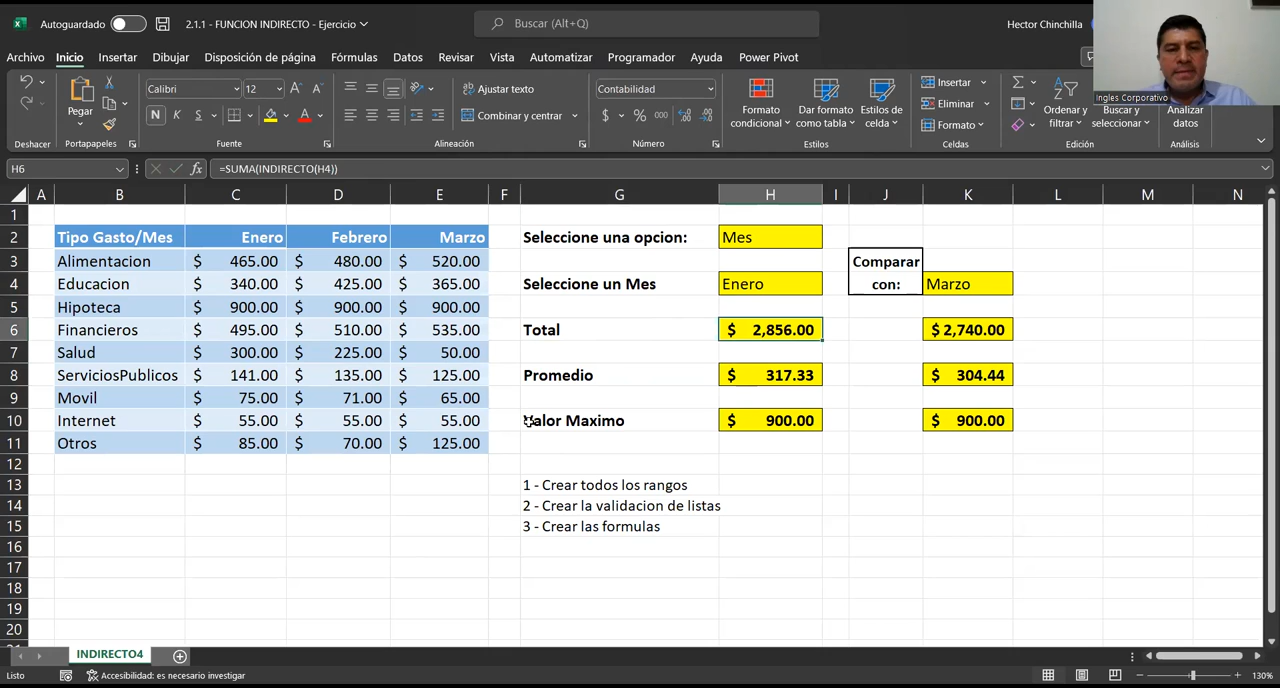 Autoguardado
2.1.1 - FUNCION INDIRECTO - Ejercicio
Buscar (Alt+Q)
Hector Chinchilla
Archivo Inicio Insertar Dibujar Disposición de página Fórmulas Datos Revisar Vista Automatizar Programador Ayuda Power Pivot
Ingles Corporativo
Pegar
Calibri 12
N K S
Ajustar texto
Combinar y centrar
Contabilidad
$ % 000
Formato condicional
Dar formato como tabla
Estilos de celda
Insertar
Eliminar
Formato
Ordenar y filtrar
Buscar y seleccionar
Analizar datos
Deshacer Portapapeles Fuente Alineación Número Estilos Celdas Edición Análisis
H6 fx =SUMA(INDIRECTO(H4))
A B C D E F G H I J K L M N
1
2 Tipo Gasto/Mes Enero Febrero Marzo Seleccione una opcion: Mes
3 Alimentacion $ 465.00 $ 480.00 $ 520.00 Comparar
4 Educacion $ 340.00 $ 425.00 $ 365.00 Seleccione un Mes Enero con: Marzo
5 Hipoteca $ 900.00 $ 900.00 $ 900.00
6 Financieros $ 495.00 $ 510.00 $ 535.00 Total $ 2,856.00 $ 2,740.00
7 Salud $ 300.00 $ 225.00 $ 50.00
8 ServiciosPublicos $ 141.00 $ 135.00 $ 125.00 Promedio $ 317.33 $ 304.44
9 Movil $ 75.00 $ 71.00 $ 65.00
10 Internet $ 55.00 $ 55.00 $ 55.00 Valor Maximo $ 900.00 $ 900.00
11 Otros $ 85.00 $ 70.00 $ 125.00
12
13 1 - Crear todos los rangos
14 2 - Crear la validacion de listas
15 3 - Crear las formulas
16
17
18
19
20
INDIRECTO4
Listo Accesibilidad: es necesario investigar 130%